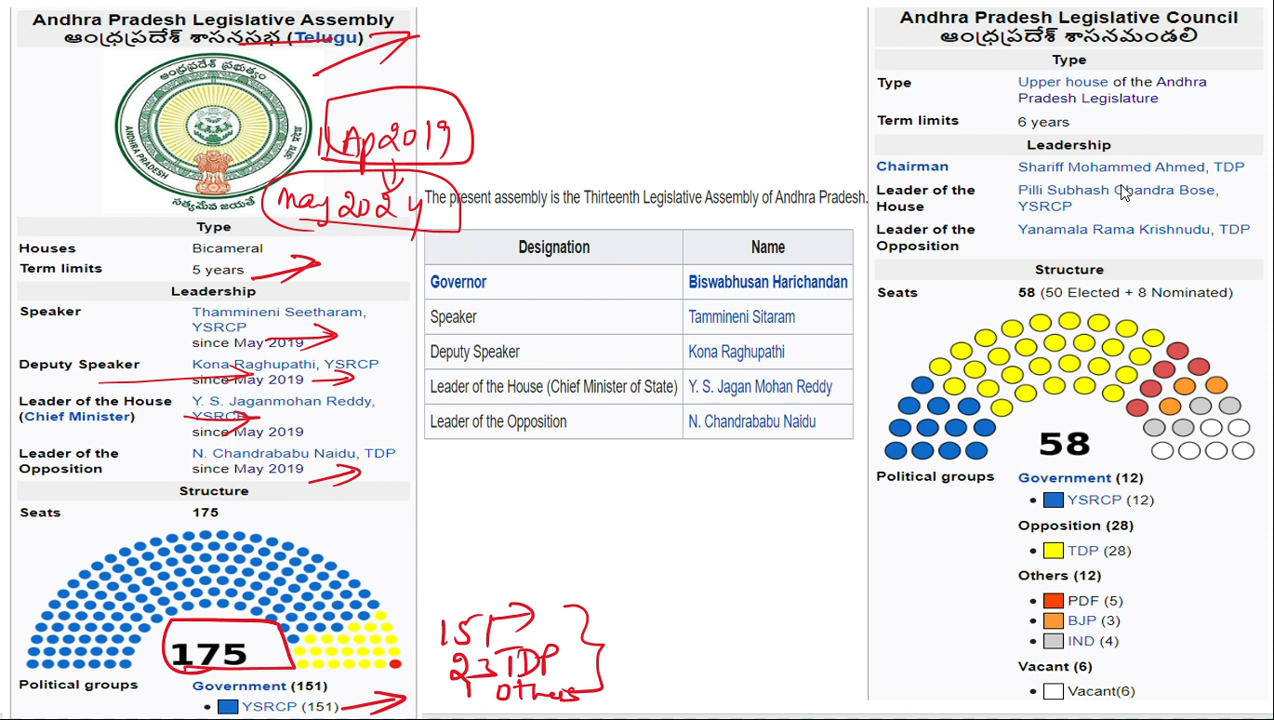 Andhra Pradesh Legislative Assembly
ఆంధ్రప్రదేశ్ శాసనసభ (Telugu)
ఆంధ్రప్రదేశ్ ప్రభుత్వం
ANDHRA PRADESH
సత్యమేవ జయతే
Type
Houses Bicameral
Term limits 5 years
Leadership
Speaker Thammineni Seetharam,
YSRCP
since May 2019
Deputy Speaker Kona Raghupathi, YSRCP
since May 2019
Leader of the House Y. S. Jaganmohan Reddy,
(Chief Minister) YSRCP
since May 2019
Leader of the N. Chandrababu Naidu, TDP
Opposition since May 2019
Structure
Seats 175
175
Political groups Government (151)
YSRCP (151)
11 Ap 2019
may 2024
The present assembly is the Thirteenth Legislative Assembly of Andhra Pradesh.
Designation Name
Governor Biswabhusan Harichandan
Speaker Tammineni Sitaram
Deputy Speaker Kona Raghupathi
Leader of the House (Chief Minister of State) Y. S. Jagan Mohan Reddy
Leader of the Opposition N. Chandrababu Naidu
151
23 TDP
1 others
Andhra Pradesh Legislative Council
ఆంధ్రప్రదేశ్ శాసనమండలి
Type
Type Upper house of the Andhra
Pradesh Legislature
Term limits 6 years
Leadership
Chairman Shariff Mohammed Ahmed, TDP
Leader of the Pilli Subhash Chandra Bose,
House YSRCP
Leader of the Yanamala Rama Krishnudu, TDP
Opposition
Structure
Seats 58 (50 Elected + 8 Nominated)
58
Political groups Government (12)
YSRCP (12)
Opposition (28)
TDP (28)
Others (12)
PDF (5)
BJP (3)
IND (4)
Vacant (6)
Vacant(6)